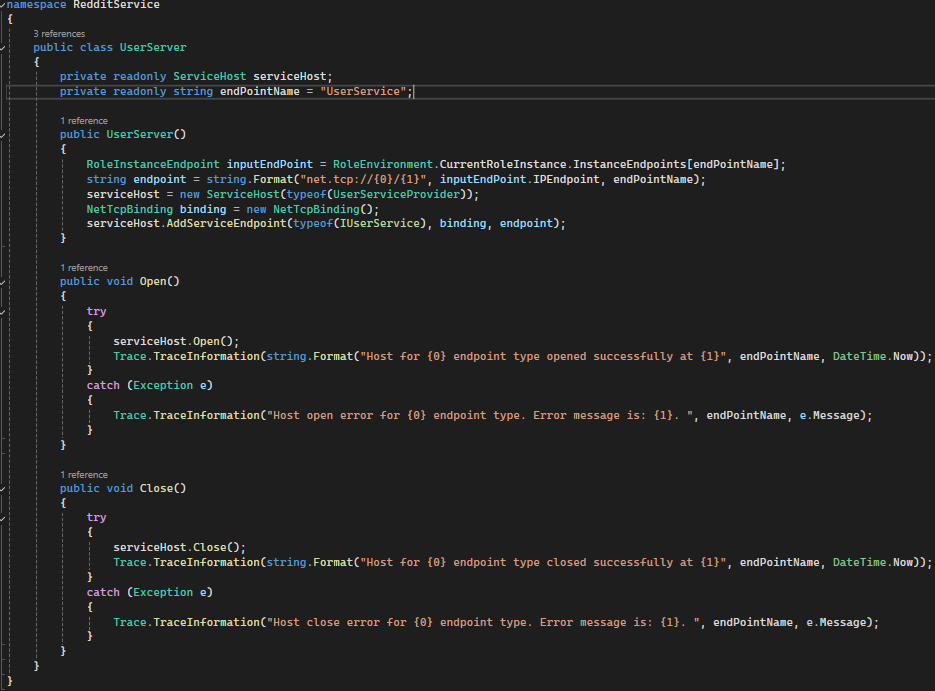 namespace RedditService
{
3 references
public class UserServer
{
private readonly ServiceHost serviceHost;
private readonly string endPointName = "UserService";
1 reference
public UserServer()
{
RoleInstanceEndpoint inputEndPoint = RoleEnvironment.CurrentRoleInstance.InstanceEndpoints[endPointName];
string endpoint = string.Format("net.tcp://{0}/{1}", inputEndPoint.IPEndpoint, endPointName);
serviceHost = new ServiceHost(typeof(UserServiceProvider));
NetTcpBinding binding = new NetTcpBinding();
serviceHost.AddServiceEndpoint(typeof(IUserService), binding, endpoint);
}
1 reference
public void Open()
{
try
{
serviceHost.Open();
Trace.TraceInformation(string.Format("Host for {0} endpoint type opened successfully at {1}", endPointName, DateTime.Now));
}
catch (Exception e)
{
Trace.TraceInformation("Host open error for {0} endpoint type. Error message is: {1}. ", endPointName, e.Message);
}
}
1 reference
public void Close()
{
try
{
serviceHost.Close();
Trace.TraceInformation(string.Format("Host for {0} endpoint type closed successfully at {1}", endPointName, DateTime.Now));
}
catch (Exception e)
{
Trace.TraceInformation("Host close error for {0} endpoint type. Error message is: {1}. ", endPointName, e.Message);
}
}
}
}